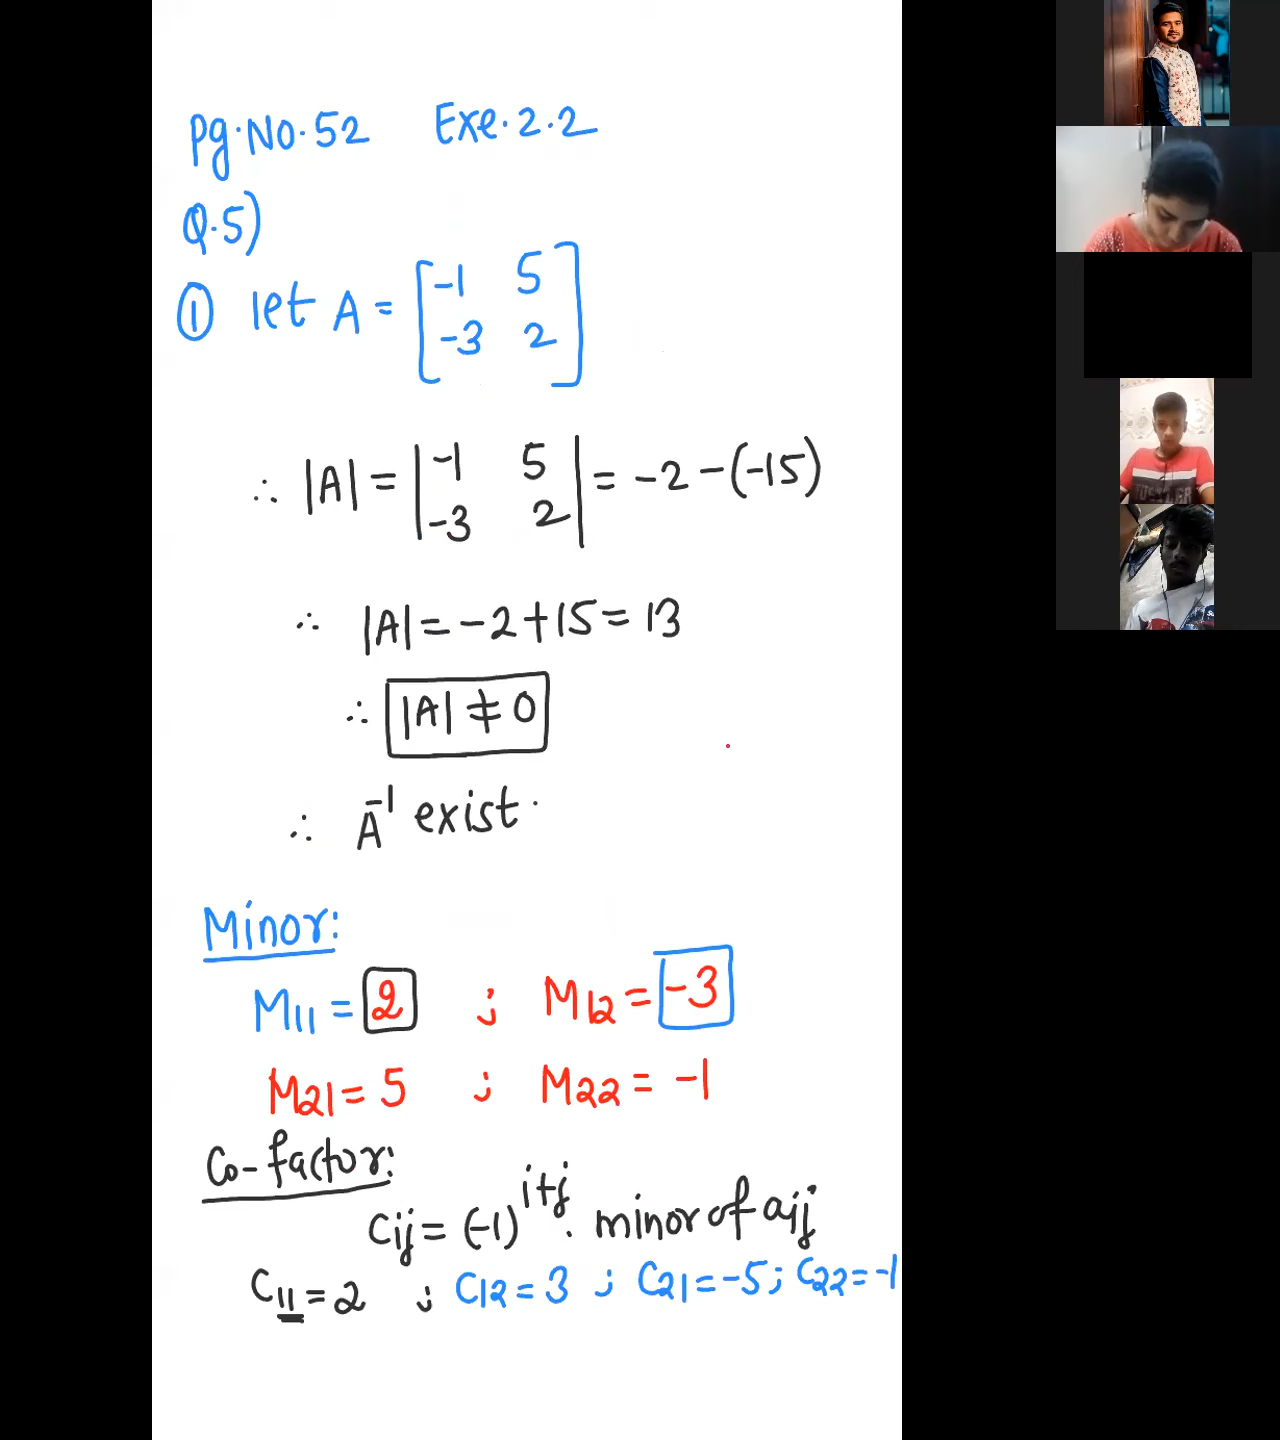 Pg.No.52 Exe.2.2
Q.5)
① let A = [-1 5
-3 2]
∴ |A| = |-1 5
-3 2| = -2 -(-15)
∴ |A| = -2+15 = 13
∴ |A| ≠ 0
∴ A⁻¹ exist.
Minor:
M11 = 2 ; M12 = -3
M21 = 5 ; M22 = -1
Co-factor:
Cij = (-1)^i+j . minor of aij
C11 = 2 ; C12 = 3 ; C21 = -5 ; C22 = -1